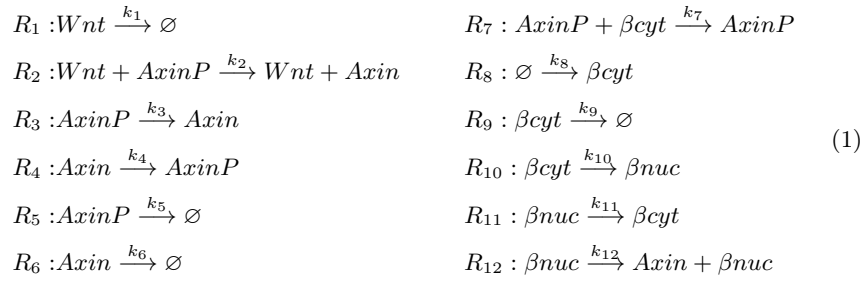 R₁ : Wnt —k₁→ ∅
R₂ : Wnt + AxinP —k₂→ Wnt + Axin
R₃ : AxinP —k₃→ Axin
R₄ : Axin —k₄→ AxinP
R₅ : AxinP —k₅→ ∅
R₆ : Axin —k₆→ ∅
R₇ : AxinP + βcyt —k₇→ AxinP
R₈ : ∅ —k₈→ βcyt
R₉ : βcyt —k₉→ ∅
R₁₀ : βcyt —k₁₀→ βnuc
R₁₁ : βnuc —k₁₁→ βcyt
R₁₂ : βnuc —k₁₂→ Axin + βnuc
(1)